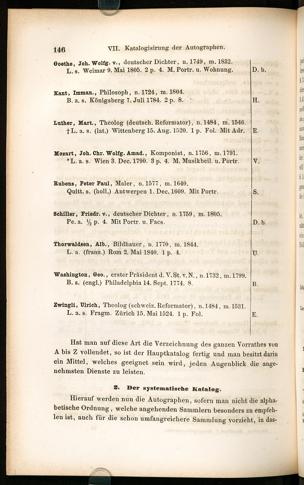 146 VII. Katalogisirung der Autographen.
Goethe, Joh. Wolfg. v., deutscher Dichter, n. 1749, m. 1832.
L. s. Weimar 9. Mai 1805. 2 p. 4. M. Portr. u. Wohnung. D. b.
Kant, Imman., Philosoph, n. 1724, m. 1804.
B. a. s. Königsberg 7. Juli 1784. 2 p. 8. H.
Luther, Mart., Theolog (deutsch. Reformator), n. 1484, m. 1546.
†L. a. s. (lat.) Wittenberg 15. Aug. 1520. 1 p. Fol. Mit Adr. E.
Mozart, Joh. Chr. Wolfg. Amad., Komponist, n. 1756, m. 1791.
*L. a. s. Wien 3. Dec. 1790. 3 p. 4. M. Musikbeil. u. Portr. V.
Rubens, Peter Paul, Maler, n. 1577, m. 1640.
Quitt. s. (holl.) Antwerpen 1. Dec. 1609. Mit Portr. S.
Schiller, Friedr. v., deutscher Dichter, n. 1759, m. 1805.
Pc. a. ½ p. 4. Mit Portr. u. Facs. D. b.
Thorwaldsen, Alb., Bildhauer, n. 1770, m. 1844.
L. a. (franz.) Rom 2. Mai 1840. 1 p. 4. U.
Washington, Geo., erster Präsident d. V. St. v. N., n. 1732, m. 1799.
B. s. (engl.) Philadelphia 14. Sept. 1774. 8. B.
Zwingli, Ulrich, Theolog (schweiz. Reformator), n. 1484, m. 1531.
L. a. s. Fragm. Zürich 15. Mai 1524. 1 p. Fol. E.
Hat man auf diese Art die Verzeichnung des ganzen Vorrathes von
A bis Z vollendet, so ist der Hauptkatalog fertig und man besitzt darin
ein Mittel, welches geeignet sein wird, jeden Augenblick die ange-
nehmsten Dienste zu leisten.
2. Der systematische Katalog.
Hierauf werden nun die Autographen, sofern man nicht die alpha-
betische Ordnung, welche angehenden Sammlern besonders zu empfeh-
len ist, auch für die schon umfangreichere Sammlung vorzieht, in das-